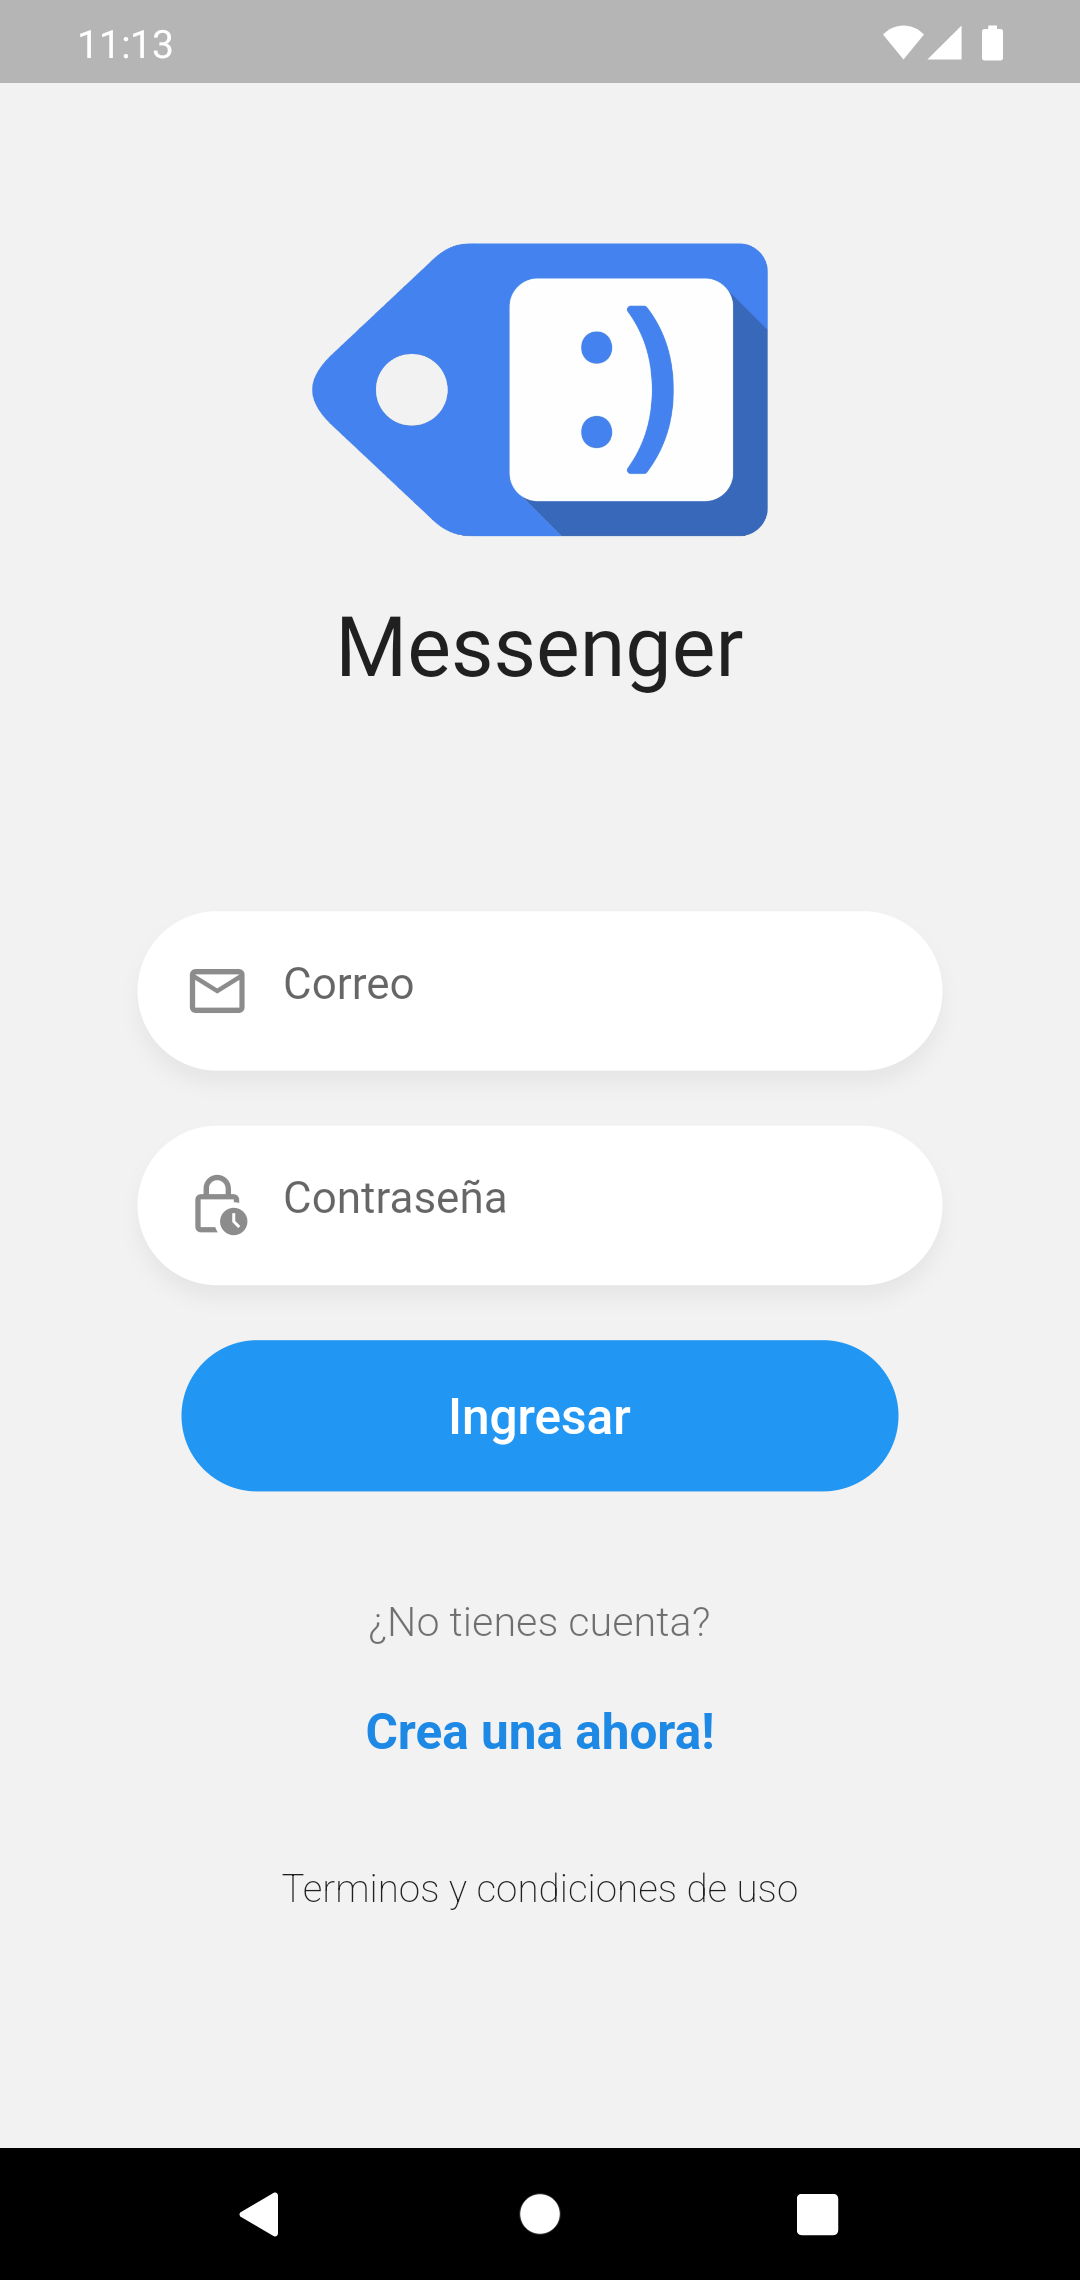 11:13
:)
Messenger
Correo
Contraseña
Ingresar
¿No tienes cuenta?
Crea una ahora!
Terminos y condiciones de uso